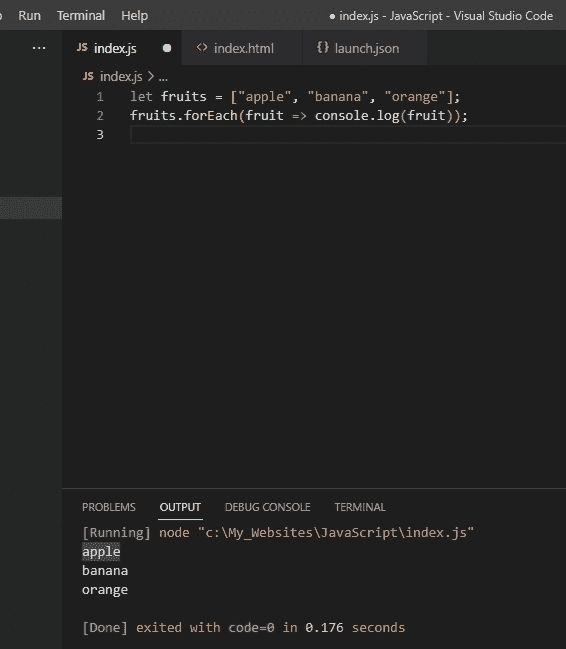 Run Terminal Help ● index.js - JavaScript - Visual Studio Code
··· JS index.js ● <> index.html {} launch.json
JS index.js > ...
1 let fruits = ["apple", "banana", "orange"];
2 fruits.forEach(fruit => console.log(fruit));
3
PROBLEMS OUTPUT DEBUG CONSOLE TERMINAL
[Running] node "c:\My_Websites\JavaScript\index.js"
apple
banana
orange
[Done] exited with code=0 in 0.176 seconds